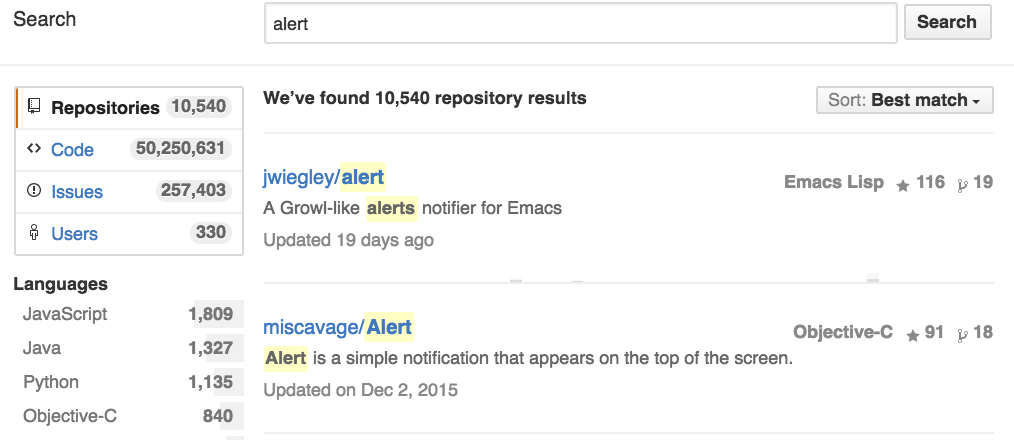 Search
alert
Search
Repositories 10,540
Code 50,250,631
Issues 257,403
Users 330
Languages
JavaScript 1,809
Java 1,327
Python 1,135
Objective-C 840
We've found 10,540 repository results
Sort: Best match
jwiegley/alert
Emacs Lisp 116 19
A Growl-like alerts notifier for Emacs
Updated 19 days ago
miscavage/Alert
Objective-C 91 18
Alert is a simple notification that appears on the top of the screen.
Updated on Dec 2, 2015